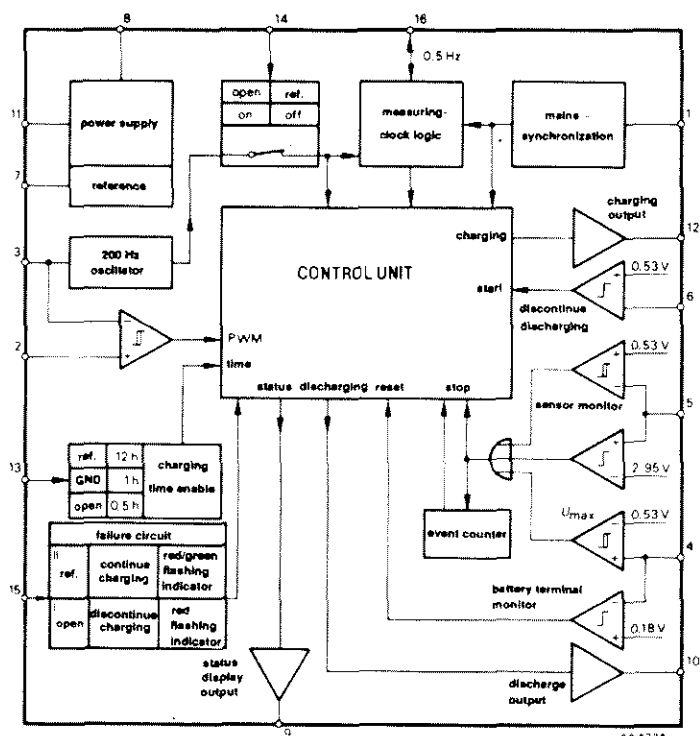 8
14
16
0.5 Hz
11
power supply
7
reference
open ref.
on off
measuring-
clock logic
mains
synchronization
1
3
200 Hz
oscillator
2
CONTROL UNIT
charging
start
PWM
time
status discharging reset stop
charging
output
12
0.53 V
6
discontinue
discharging
0.53 V
sensor monitor
5
2.95 V
13
ref. 12 h
GND 1 h
open 0.5 h
charging
time enable
event counter
Umax
0.53 V
4
battery terminal
monitor
0.18 V
failure circuit
II
ref.
continue
charging
red/green
flashing
indicator
15
I
open
discontinue
charging
red
flashing
indicator
status
display
output
discharge
output
10
9